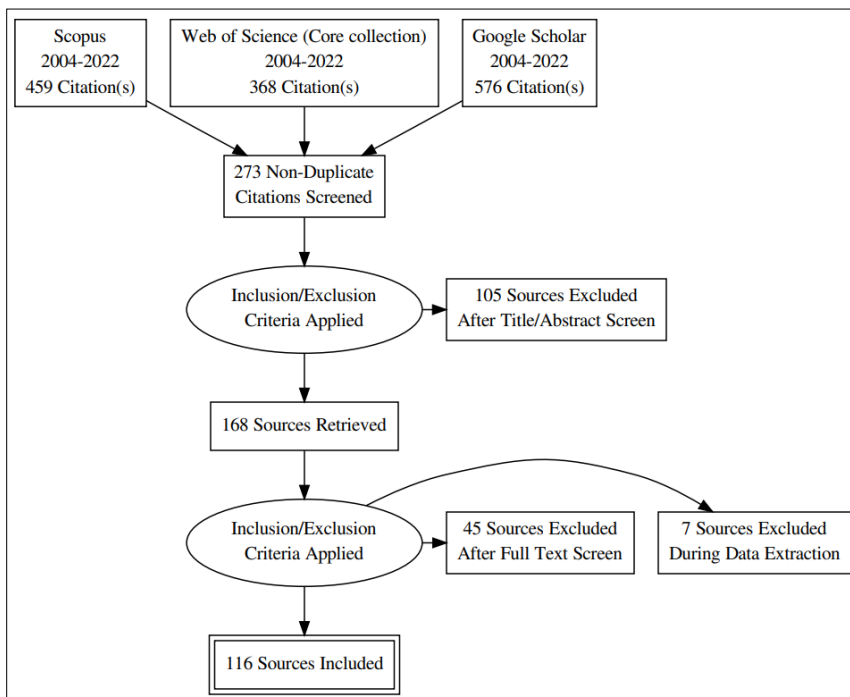 Scopus
2004-2022
459 Citation(s)
Web of Science (Core collection)
2004-2022
368 Citation(s)
Google Scholar
2004-2022
576 Citation(s)
273 Non-Duplicate
Citations Screened
Inclusion/Exclusion
Criteria Applied
105 Sources Excluded
After Title/Abstract Screen
168 Sources Retrieved
Inclusion/Exclusion
Criteria Applied
45 Sources Excluded
After Full Text Screen
7 Sources Excluded
During Data Extraction
116 Sources Included